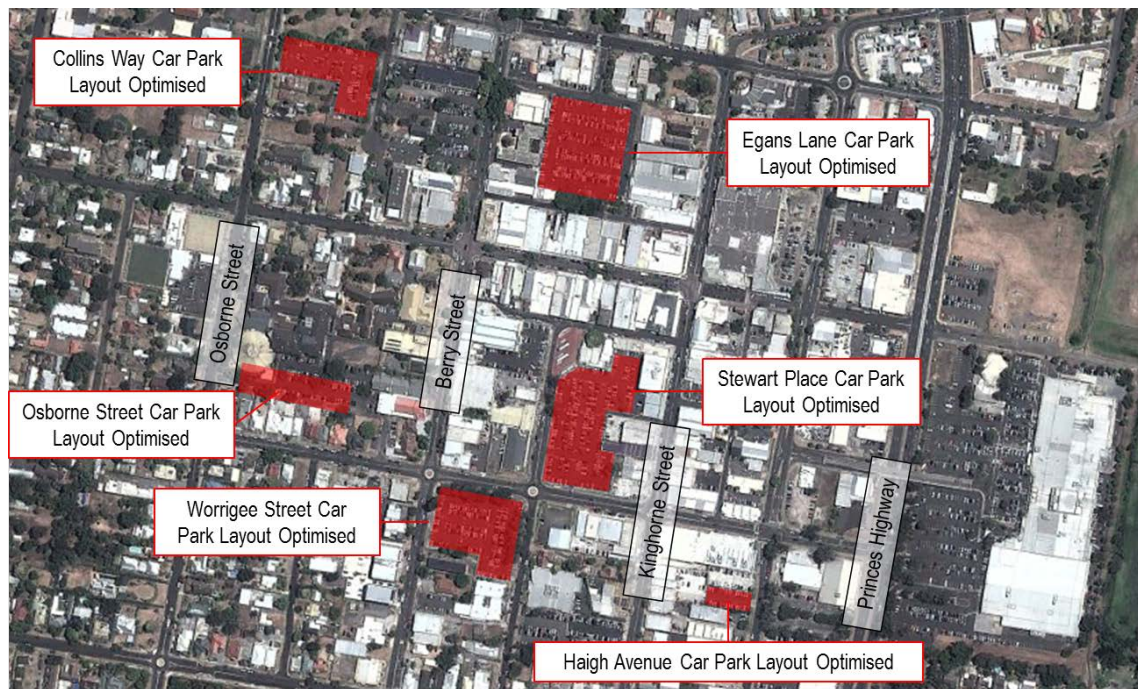 Collins Way Car Park
Layout Optimised
Egans Lane Car Park
Layout Optimised
Osborne Street
Berry Street
Stewart Place Car Park
Layout Optimised
Osborne Street Car Park
Layout Optimised
Kinghorne Street
Princes Highway
Worrigee Street Car
Park Layout Optimised
Haigh Avenue Car Park Layout Optimised